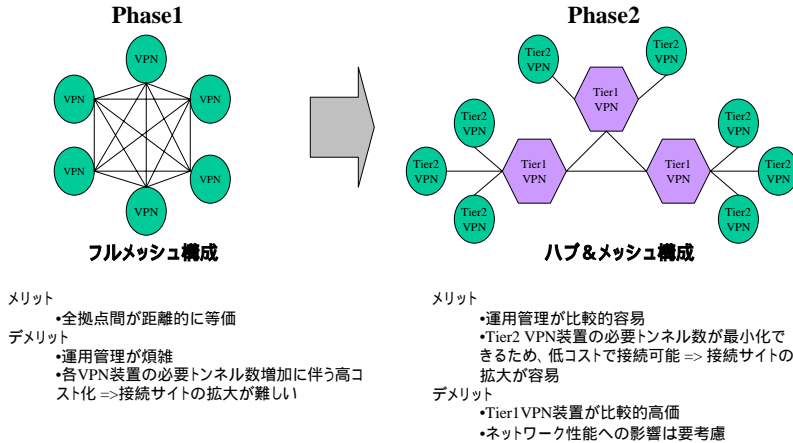 Phase1
VPN
VPN
VPN
VPN
VPN
VPN
フルメッシュ構成
メリット
•全拠点間が距離的に等価
デメリット
•運用管理が煩雑
•各VPN装置の必要トンネル数増加に伴う高コ
スト化 =>接続サイトの拡大が難しい
Phase2
Tier2
VPN
Tier2
VPN
Tier1
VPN
Tier2
VPN
Tier2
VPN
Tier2
VPN
Tier1
VPN
Tier1
VPN
Tier2
VPN
Tier2
VPN
Tier2
VPN
ハブ&メッシュ構成
メリット
•運用管理が比較的容易
•Tier2 VPN装置の必要トンネル数が最小化で
きるため、低コストで接続可能 => 接続サイトの
拡大が容易
デメリット
•Tier1VPN装置が比較的高価
•ネットワーク性能への影響は要考慮